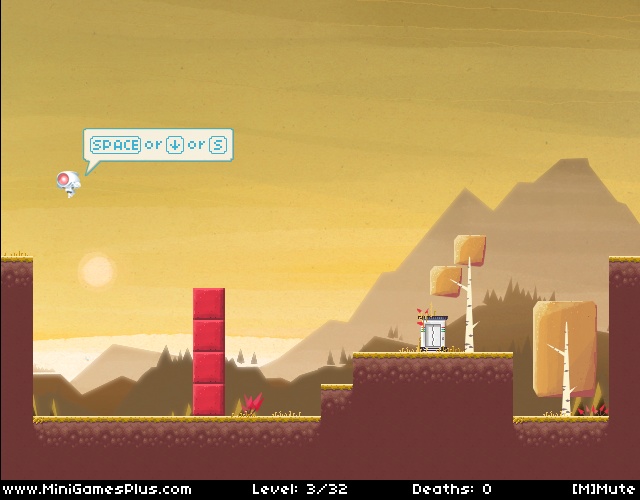 SPACE or ↓ or S
www.MiniGamesPlus.com Level: 3/32 Deaths: 0 [M]Mute